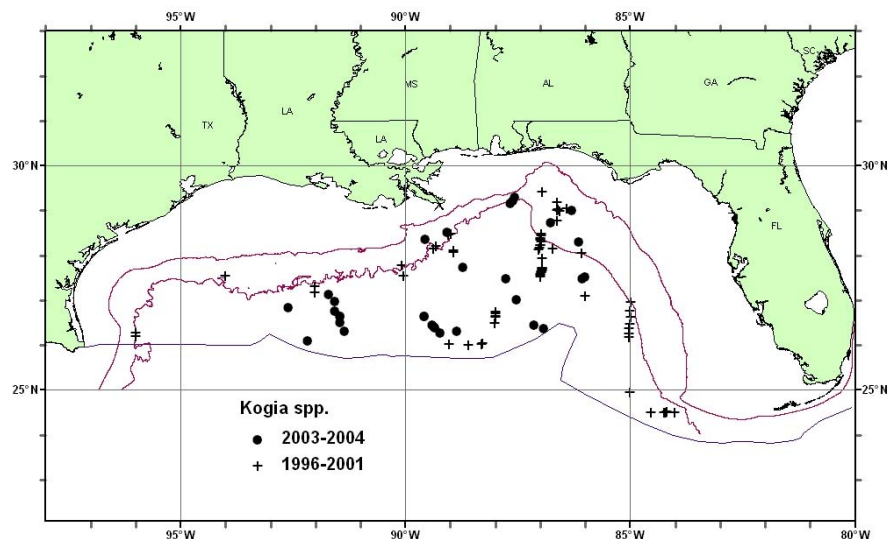 95°W 90°W 85°W
SC
MS AL GA
LA
TX
LA
30°N 30°N
FL
25°N 25°N
Kogia spp.
2003-2004
1996-2001
95°W 90°W 85°W 80°W